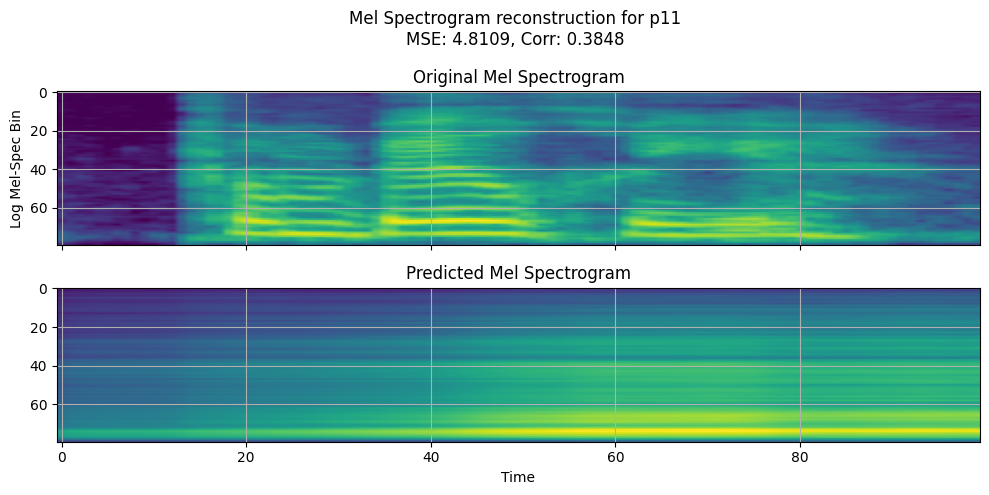 Mel Spectrogram reconstruction for p11
MSE: 4.8109, Corr: 0.3848
Original Mel Spectrogram
0
20
40
60
Log Mel-Spec Bin
Predicted Mel Spectrogram
0
20
40
60
0 20 40 60 80
Time